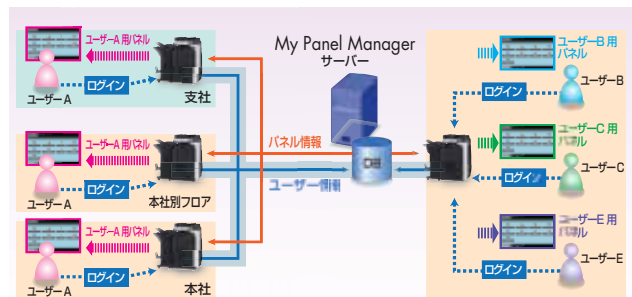 ユーザーA用パネル
ログイン
ユーザーA
支社
ユーザーA用パネル
ログイン
ユーザーA
本社別フロア
ユーザーA用パネル
ログイン
ユーザーA
本社
My Panel Manager
サーバー
パネル情報
DB
ユーザー情報
ユーザーB用
パネル
ユーザーB
ログイン
ユーザーC用
パネル
ユーザーC
ログイン
ユーザーE用
パネル
ユーザーE
ログイン